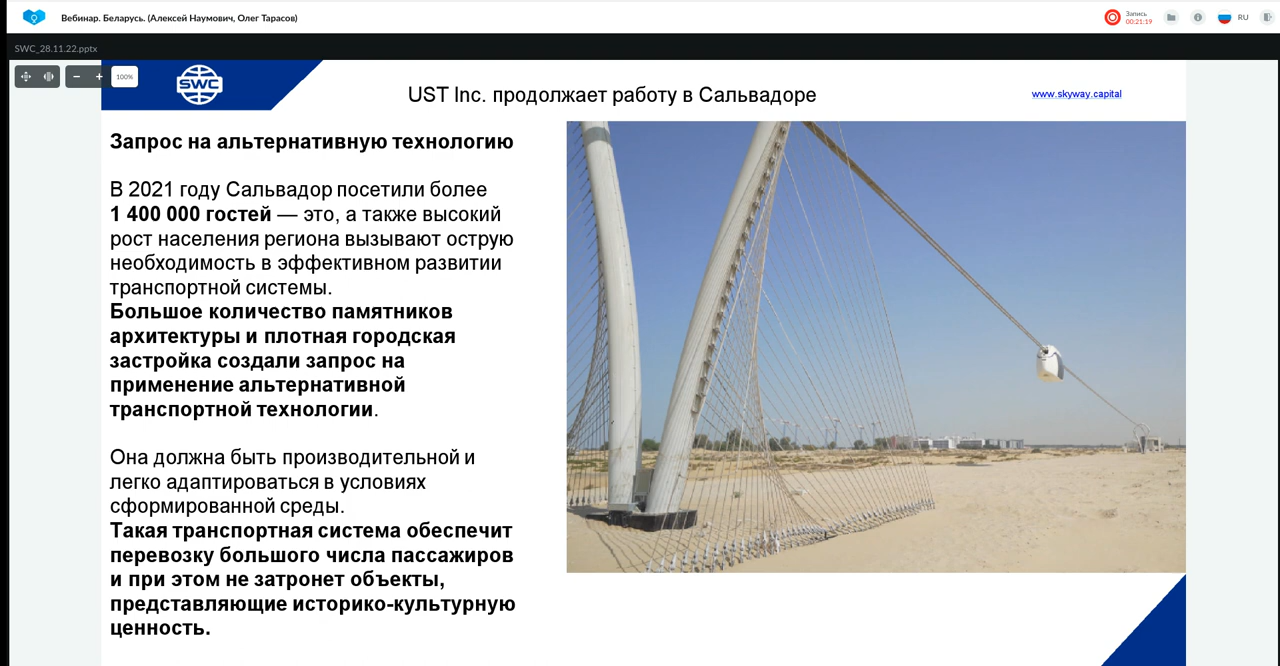 Вебинар. Беларусь. (Алексей Наумович, Олег Тарасов)
Запись
00:21:19
RU
SWC_28.11.22.pptx
100%
SWC
UST Inc. продолжает работу в Сальвадоре
www.skyway.capital
Запрос на альтернативную технологию
В 2021 году Сальвадор посетили более
1 400 000 гостей — это, а также высокий
рост населения региона вызывают острую
необходимость в эффективном развитии
транспортной системы.
Большое количество памятников
архитектуры и плотная городская
застройка создали запрос на
применение альтернативной
транспортной технологии.
Она должна быть производительной и
легко адаптироваться в условиях
сформированной среды.
Такая транспортная система обеспечит
перевозку большого числа пассажиров
и при этом не затронет объекты,
представляющие историко-культурную
ценность.